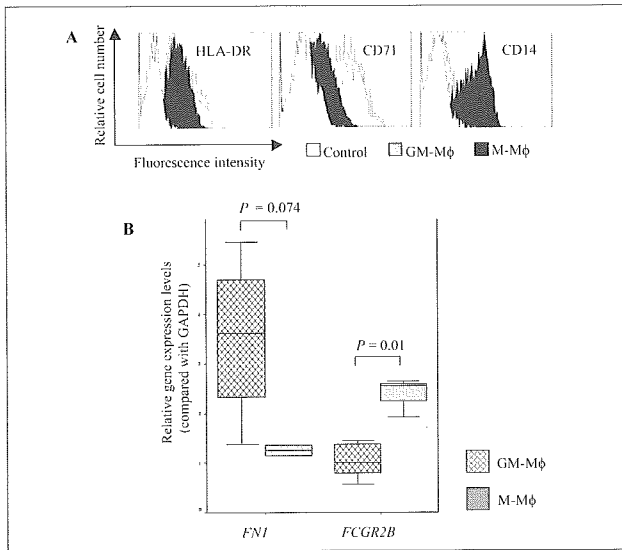 A
Relative cell number
HLA-DR
CD71
CD14
Fluorescence intensity
Control
GM-Mϕ
M-Mϕ
B
Relative gene expression levels
(compared with GAPDH)
P = 0.074
P = 0.01
FN1
FCGR2B
GM-Mϕ
M-Mϕ